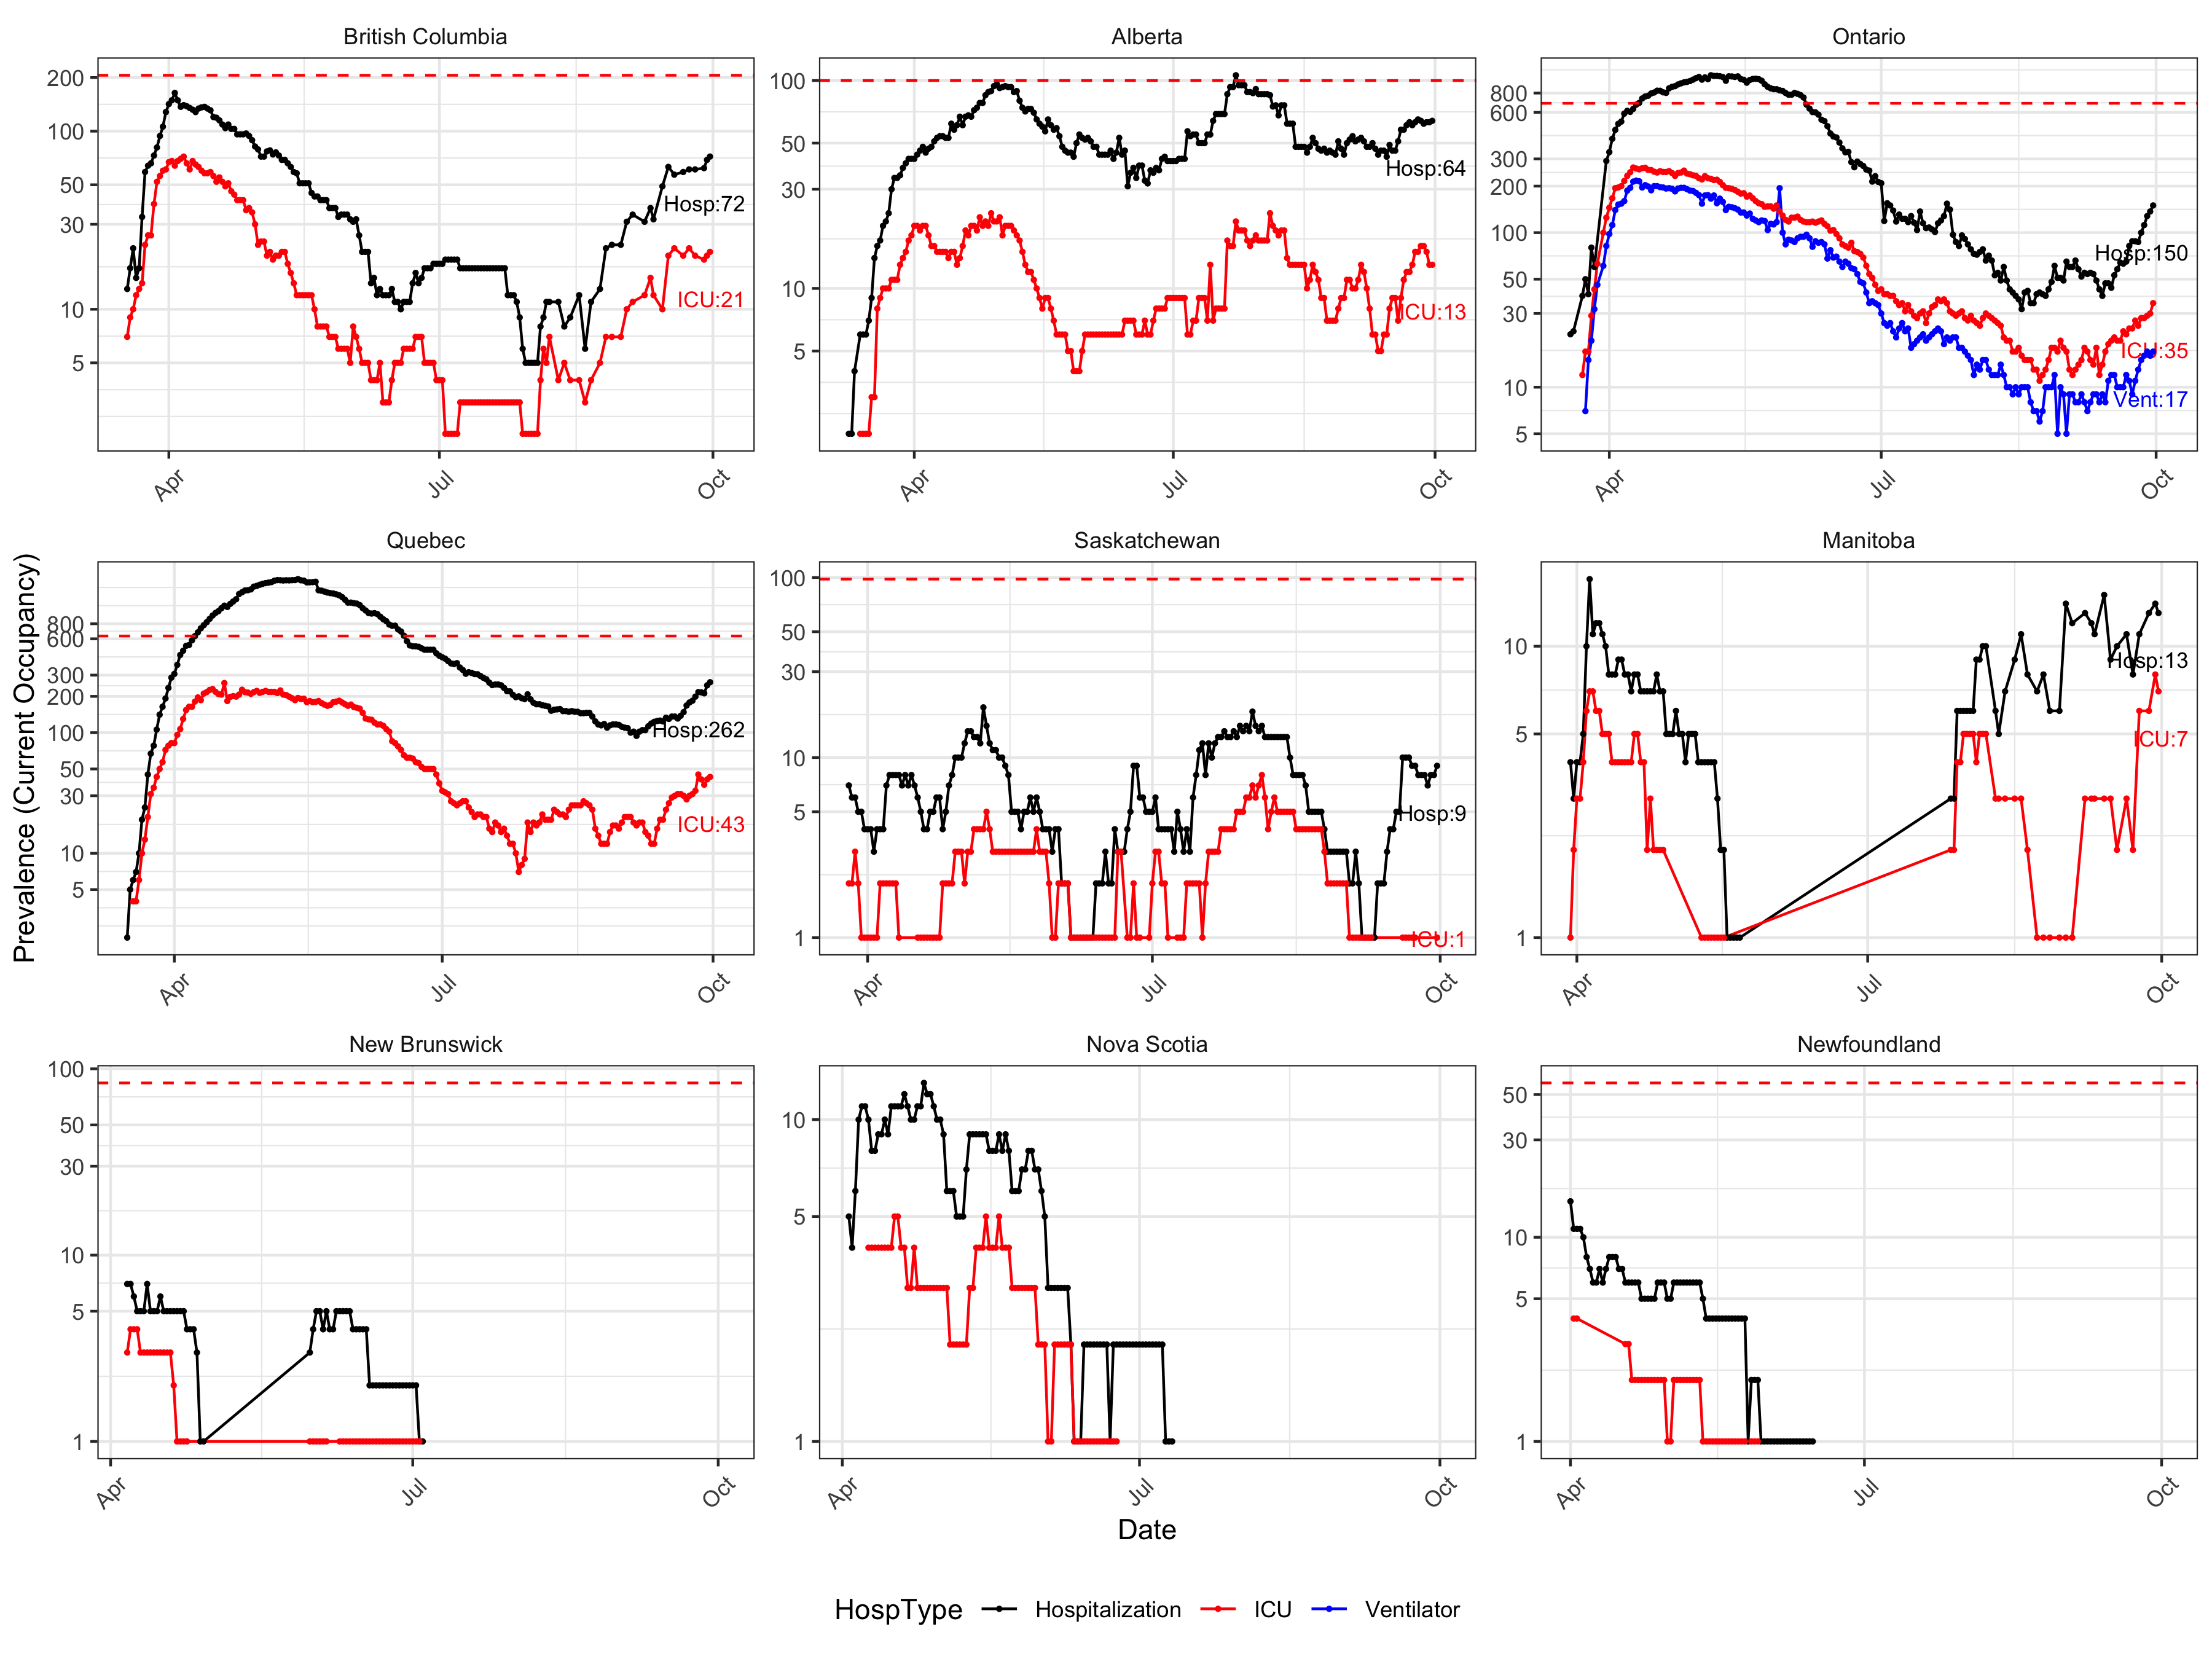 British Columbia
Alberta
Ontario
200
100
50
30
10
5
Hosp:72
ICU:21
Apr
Jul
Oct
100
50
30
10
5
Hosp:64
ICU:13
Apr
Jul
Oct
800
600
300
200
100
50
30
10
5
Hosp:150
ICU:35
Vent:17
Apr
Jul
Oct
Prevalence (Current Occupancy)
Quebec
Saskatchewan
Manitoba
800
600
300
200
100
50
30
10
5
Hosp:262
ICU:43
Apr
Jul
Oct
100
50
30
10
5
1
Hosp:9
ICU:1
Apr
Jul
Oct
10
5
1
Hosp:13
ICU:7
Apr
Jul
Oct
New Brunswick
Nova Scotia
Newfoundland
100
50
30
10
5
1
Apr
Jul
Oct
10
5
1
Apr
Jul
Oct
50
30
10
5
1
Apr
Jul
Oct
Date
HospType Hospitalization ICU Ventilator